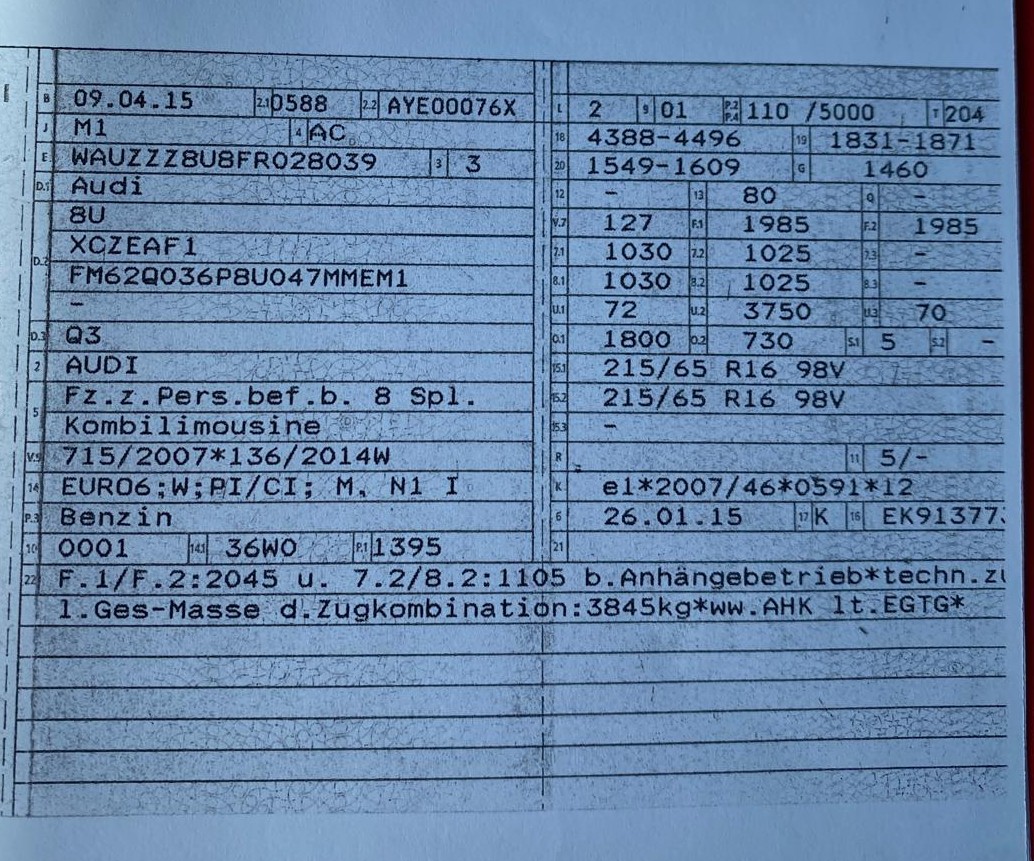 B 09.04.15 2.1 0588 2.2 AYE00076X
J M1 4 AC
E WAUZZZ8U8FR028039 3 3
D.1 Audi
8U
D.2 XCZEAF1
FM62Q036P8U047MMEM1
-
D.3 Q3
2 AUDI
5 Fz.z.Pers.bef.b. 8 Spl.
Kombilimousine
V.9 715/2007*136/2014W
14 EURO6;W;PI/CI; M, N1 I
P.3 Benzin
10 0001 14.1 36W0 P.1 1395
L 2 9 01 P.2 P.4 110 /5000 T 204
18 4388-4496 19 1831-1871
20 1549-1609 G 1460
12 - 13 80 Q -
V.7 127 F.1 1985 F.2 1985
7.1 1030 7.2 1025 7.3 -
8.1 1030 8.2 1025 8.3 -
U.1 72 U.2 3750 U.3 70
O.1 1800 O.2 730 S.1 5 S.2 -
15.1 215/65 R16 98V
15.2 215/65 R16 98V
15.3 -
R 11 5/-
K e1*2007/46*0591*12
6 26.01.15 17 K 16 EK913773
21
22 F.1/F.2:2045 u. 7.2/8.2:1105 b.Anhängebetrieb*techn.zu
l.Ges-Masse d.Zugkombination:3845kg*ww.AHK lt.EGTG*